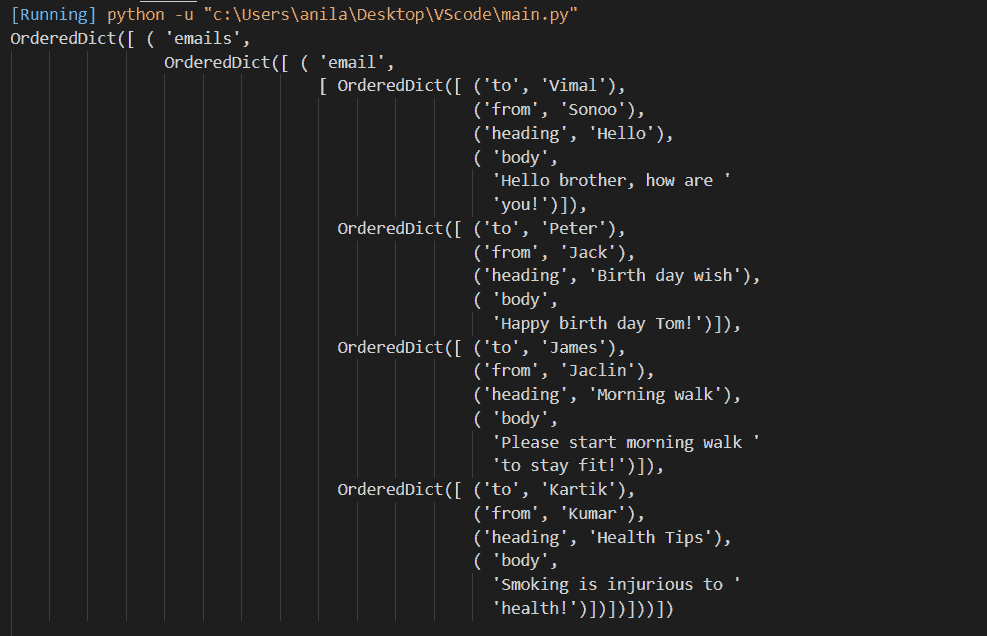 [Running] python -u "c:\Users\anila\Desktop\VScode\main.py"
OrderedDict([ ( 'emails',
OrderedDict([ ( 'email',
[ OrderedDict([ ('to', 'Vimal'),
('from', 'Sonoo'),
('heading', 'Hello'),
( 'body',
'Hello brother, how are '
'you!')]),
OrderedDict([ ('to', 'Peter'),
('from', 'Jack'),
('heading', 'Birth day wish'),
( 'body',
'Happy birth day Tom!')]),
OrderedDict([ ('to', 'James'),
('from', 'Jaclin'),
('heading', 'Morning walk'),
( 'body',
'Please start morning walk '
'to stay fit!')]),
OrderedDict([ ('to', 'Kartik'),
('from', 'Kumar'),
('heading', 'Health Tips'),
( 'body',
'Smoking is injurious to '
'health!')])])]))])